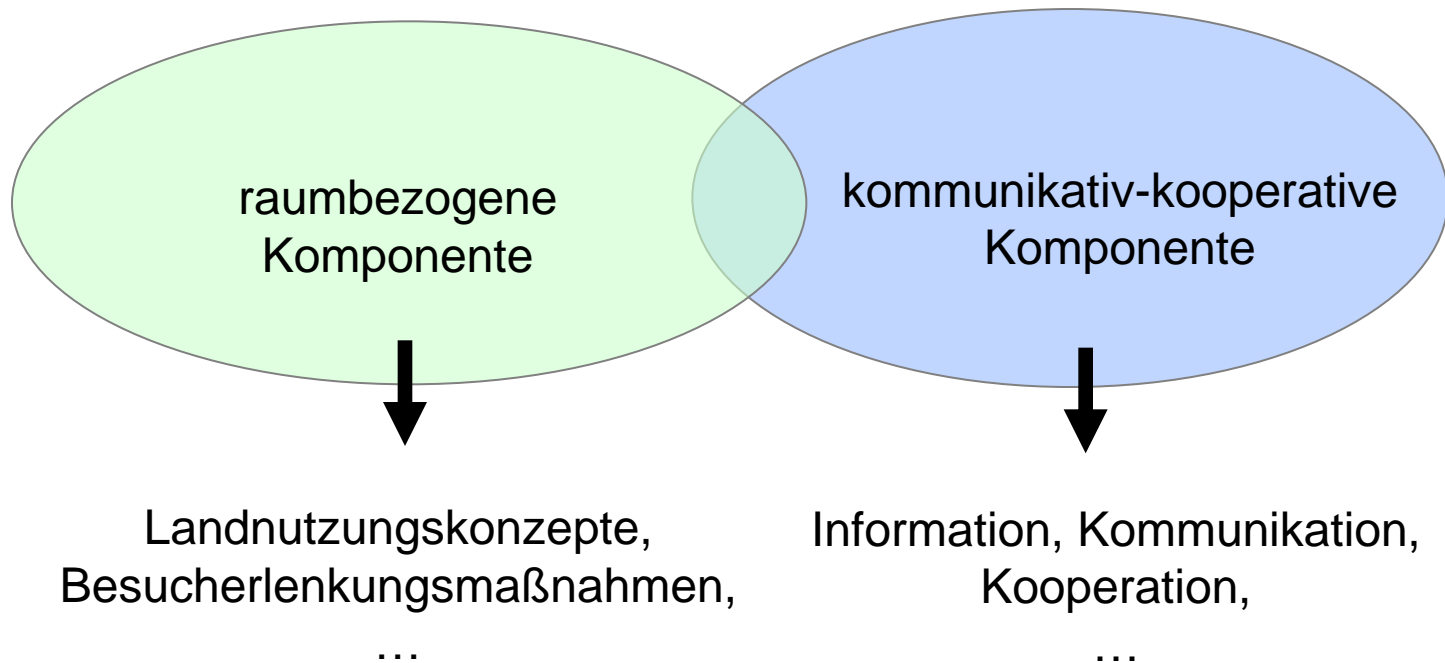 raumbezogene
Komponente
kommunikativ-kooperative
Komponente
Landnutzungskonzepte,
Besucherlenkungsmaßnahmen,
…
Information, Kommunikation,
Kooperation,
…